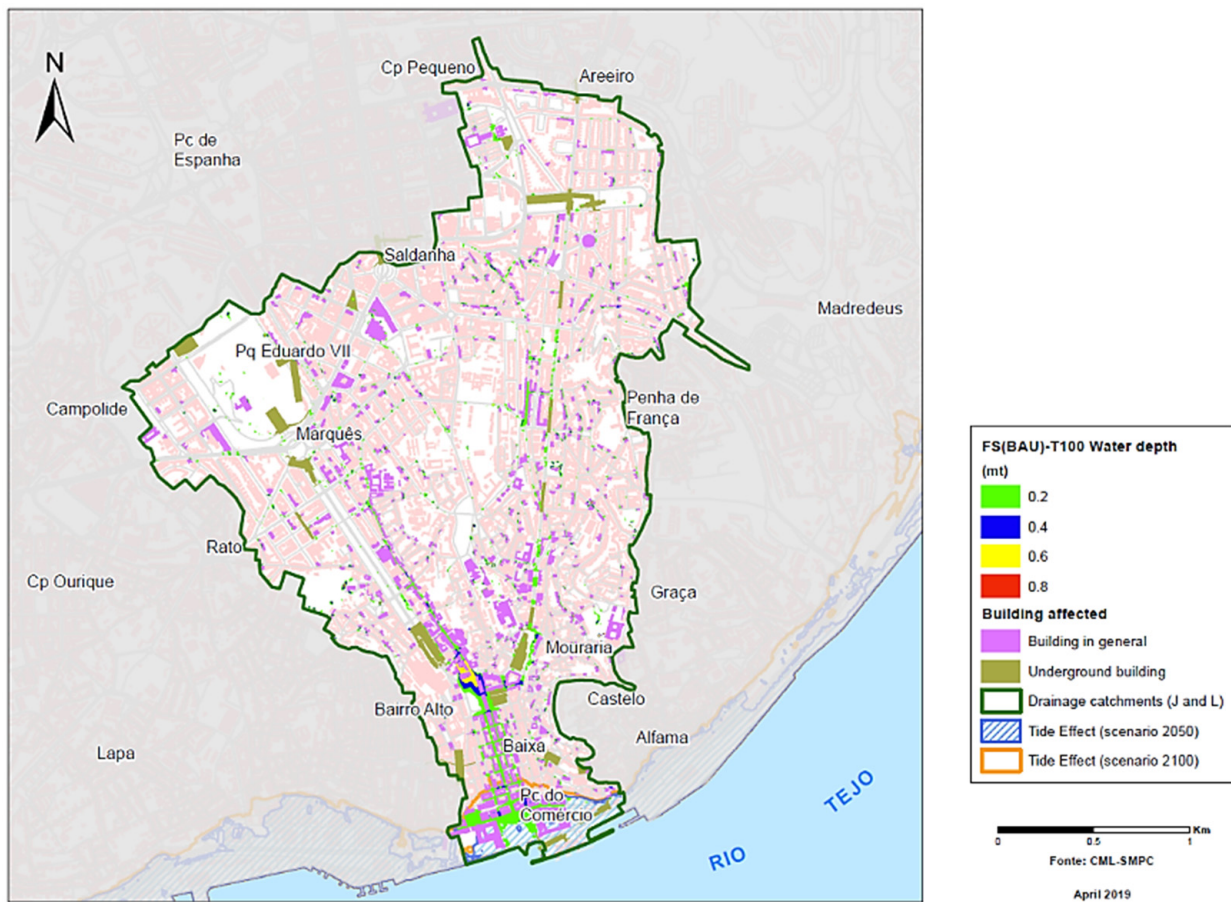 N
Cp Pequeno
Areeiro
Pc de
Espanha
Saldanha
Madredeus
Pq Eduardo VII
Campolide
Penha de
França
Marquês
Rato
Cp Ourique
Graça
Mouraria
Castelo
Bairro Alto
Alfama
Lapa
Baixa
Pc do
Comércio
TEJO
RIO
FS(BAU)-T100 Water depth
(mt)
0.2
0.4
0.6
0.8
Building affected
Building in general
Underground building
Drainage catchments (J and L)
Tide Effect (scenario 2050)
Tide Effect (scenario 2100)
Km
0 0.5 1
Fonte: CML-SMPC
April 2019